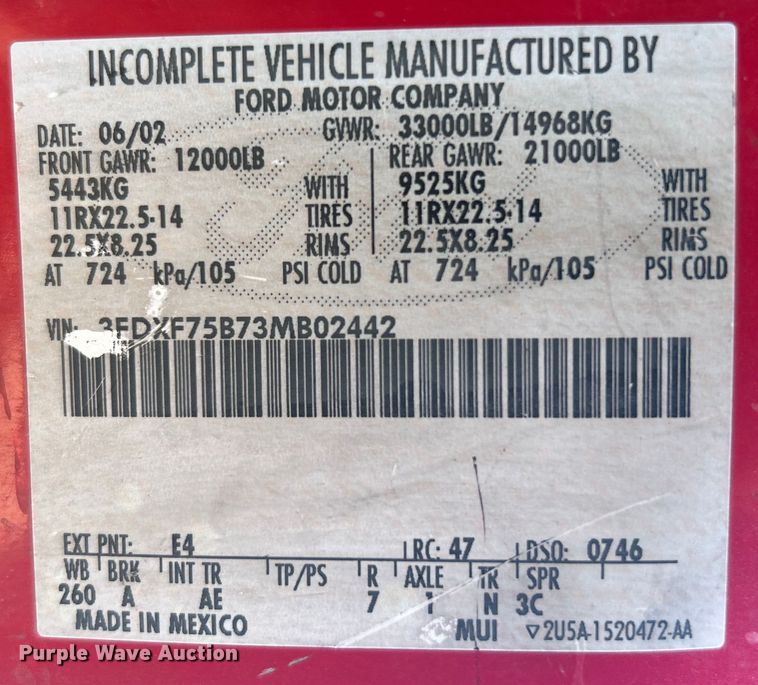 INCOMPLETE VEHICLE MANUFACTURED BY
FORD MOTOR COMPANY
DATE: 06/02 GVWR: 33000LB/14968KG
FRONT GAWR: 12000LB REAR GAWR: 21000LB
5443KG WITH 9525KG WITH
11RX22.5-14 TIRES 11RX22.5-14 TIRES
22.5X8.25 RIMS 22.5X8.25 RIMS
AT 724 kPa/105 PSI COLD AT 724 kPa/105 PSI COLD
VIN: 3FDXF75B73MB02442
EXT PNT: E4 RC: 47 DSO: 0746
WB BRK INT TR TP/PS R AXLE TR SPR
260 A AE 7 1 N 3C
MADE IN MEXICO MUI ▽2U5A-1520472-AA
Purple Wave Auction